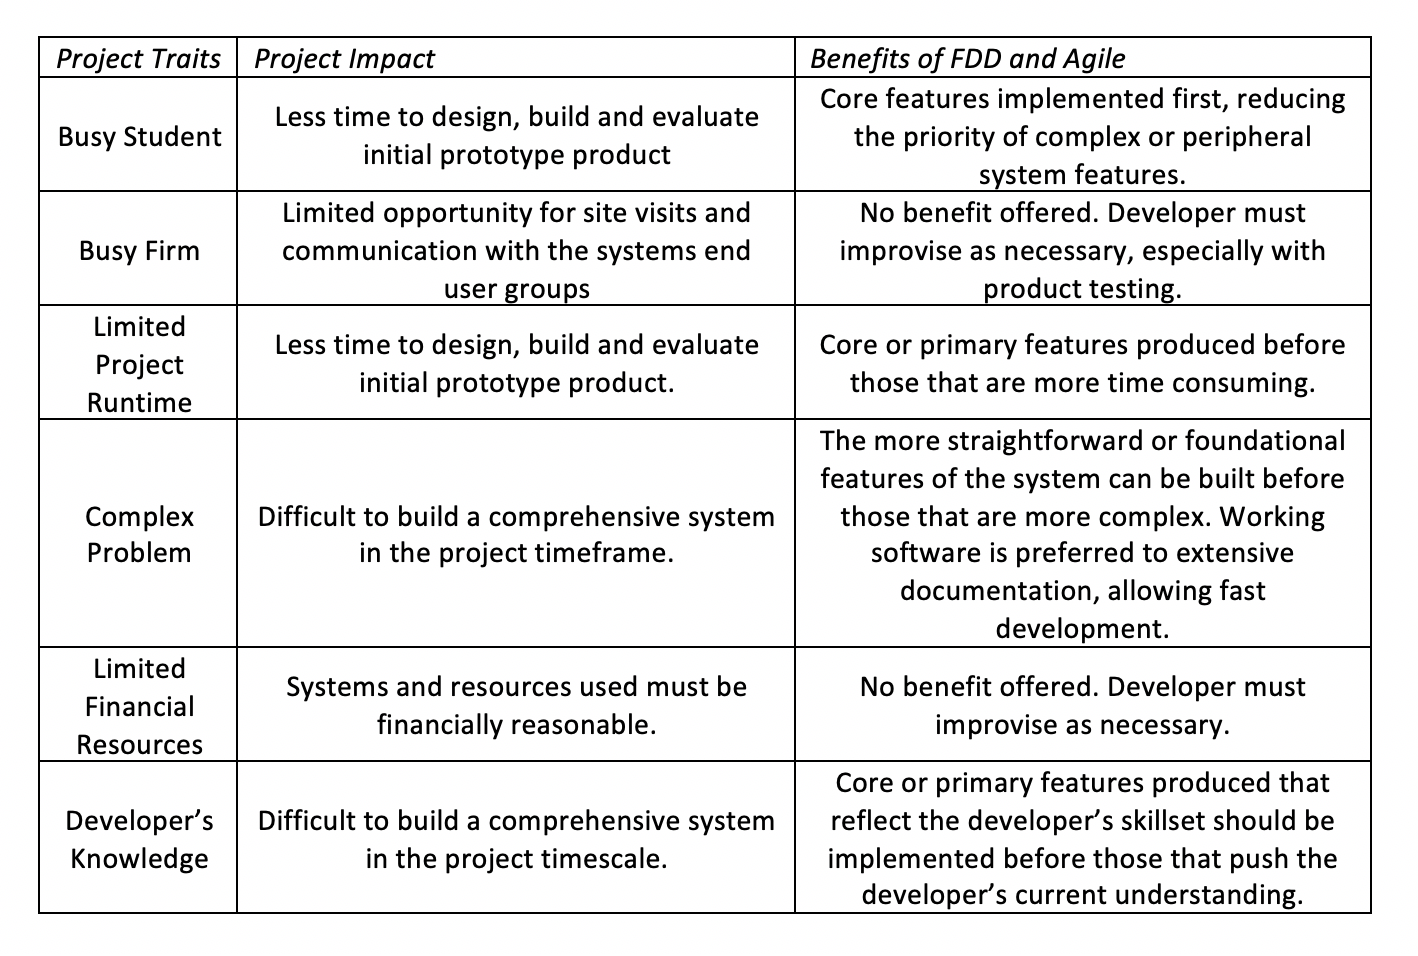 Project Traits
Project Impact
Benefits of FDD and Agile
Busy Student
Less time to design, build and evaluate
initial prototype product
Core features implemented first, reducing
the priority of complex or peripheral
system features.
Busy Firm
Limited opportunity for site visits and
communication with the systems end
user groups
No benefit offered. Developer must
improvise as necessary, especially with
product testing.
Limited
Project
Runtime
Less time to design, build and evaluate
initial prototype product.
Core or primary features produced before
those that are more time consuming.
Complex
Problem
Difficult to build a comprehensive system
in the project timeframe.
The more straightforward or foundational
features of the system can be built before
those that are more complex. Working
software is preferred to extensive
documentation, allowing fast
development.
Limited
Financial
Resources
Systems and resources used must be
financially reasonable.
No benefit offered. Developer must
improvise as necessary.
Developer’s
Knowledge
Difficult to build a comprehensive system
in the project timescale.
Core or primary features produced that
reflect the developer’s skillset should be
implemented before those that push the
developer’s current understanding.